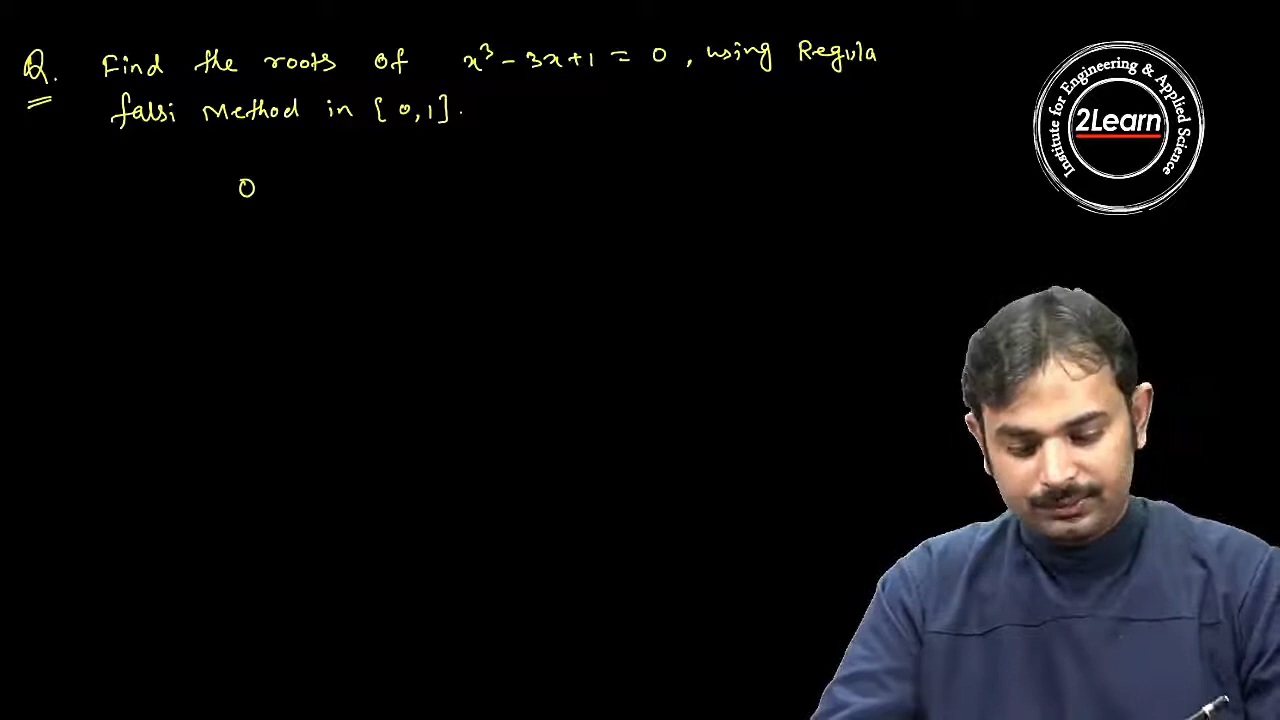 Q. Find the roots of x³ - 3x + 1 = 0, using Regula
falsi Method in [0,1].
0
Institute for Engineering & Applied Science
2Learn